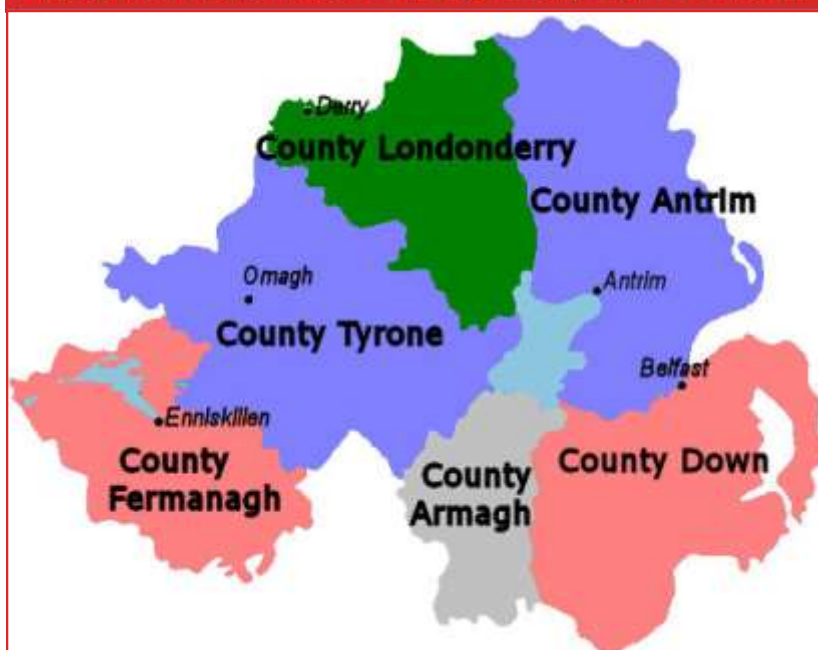 Derry
County Londonderry
County Antrim
Omagh
Antrim
County Tyrone
Belfast
Enniskillen
County
Fermanagh
County Down
County
Armagh